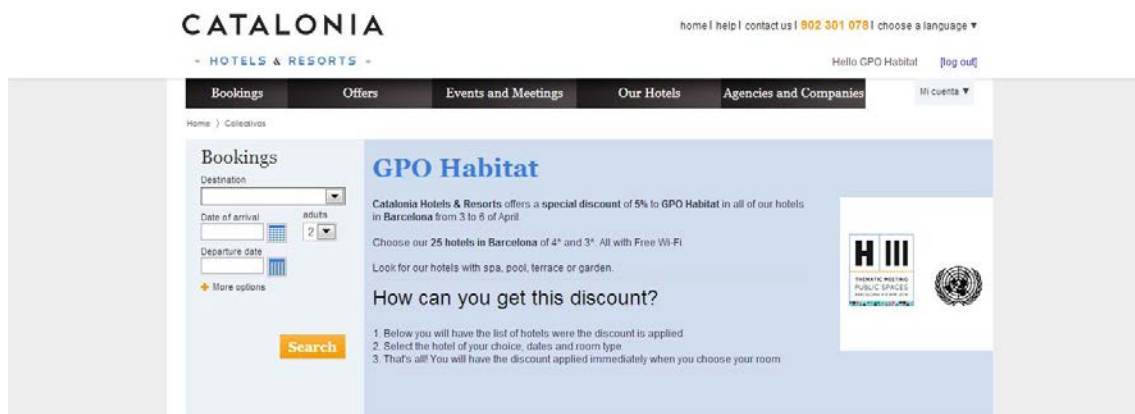 CATALONIA
- HOTELS & RESORTS -
home | help | contact us | 902 301 078 | choose a language ▼
Hello GPO Habitat [log out]
Bookings Offers Events and Meetings Our Hotels Agencies and Companies Mi cuenta ▼
Home > Colectivos
Bookings
Destination
Date of arrival adults
2
Departure date
+ More options
Search
GPO Habitat
Catalonia Hotels & Resorts offers a special discount of 5% to GPO Habitat in all of our hotels
in Barcelona from 3 to 6 of April
Choose our 25 hotels in Barcelona of 4* and 3*. All with Free Wi-Fi
Look for our hotels with spa, pool, terrace or garden.
How can you get this discount?
1. Below you will have the list of hotels were the discount is applied
2. Select the hotel of your choice, dates and room type
3. That's all! You will have the discount applied immediately when you choose your room
H III
THEMATIC MEETING
PUBLIC SPACES